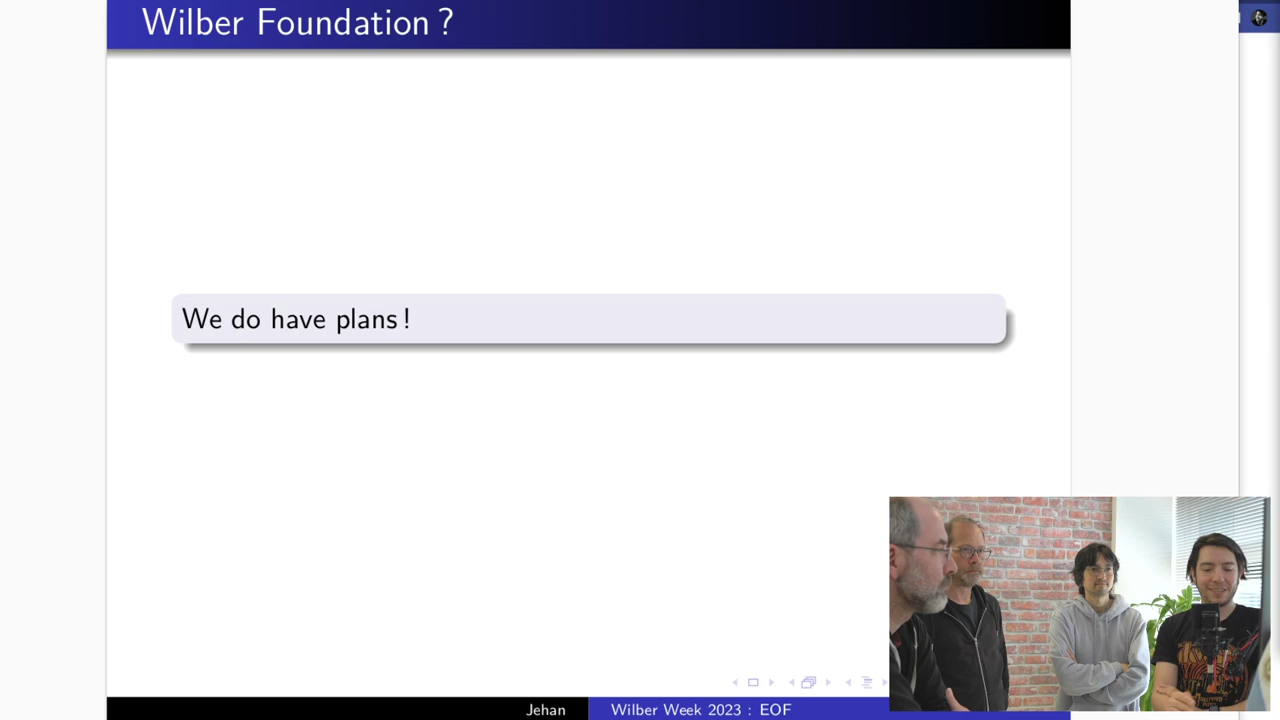 Wilber Foundation ?
We do have plans !
Jehan
Wilber Week 2023 : EOF